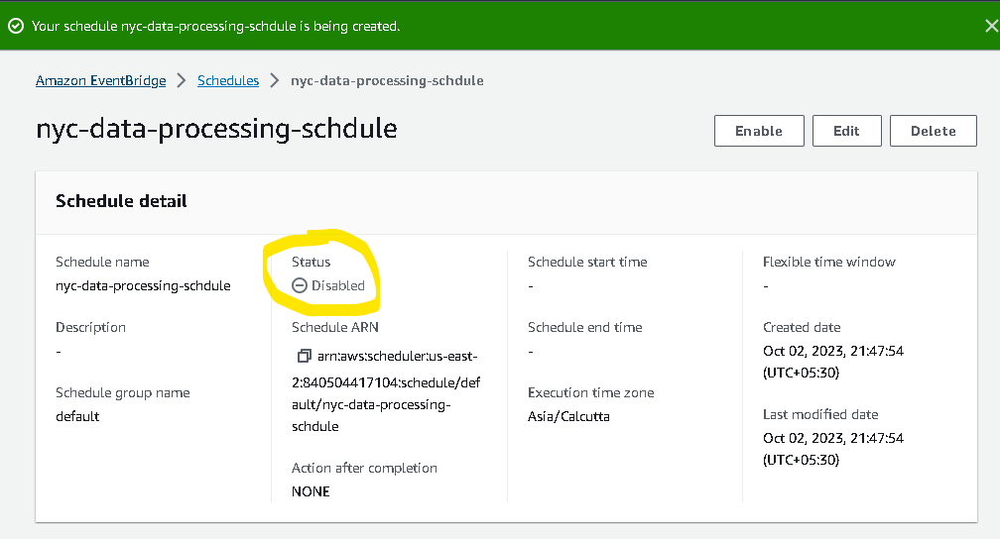 Your schedule nyc-data-processing-schdule is being created.
Amazon EventBridge > Schedules > nyc-data-processing-schdule
nyc-data-processing-schdule
Enable
Edit
Delete
Schedule detail
Schedule name
nyc-data-processing-schdule
Description
-
Schedule group name
default
Status
Disabled
Schedule ARN
arn:aws:scheduler:us-east-
2:840504417104:schedule/def
ault/nyc-data-processing-
schdule
Action after completion
NONE
Schedule start time
-
Schedule end time
-
Execution time zone
Asia/Calcutta
Flexible time window
-
Created date
Oct 02, 2023, 21:47:54
(UTC+05:30)
Last modified date
Oct 02, 2023, 21:47:54
(UTC+05:30)